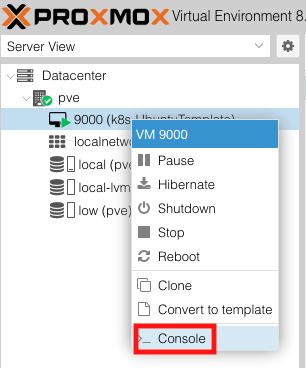 PROXMOX Virtual Environment 8.
Server View
Datacenter
pve
9000 (k8s-UbuntuTemplate)
VM 9000
localnetwo
Pause
local (pve
Hibernate
local-lvm
Shutdown
low (pve)
Stop
Reboot
Clone
Convert to template
>_ Console